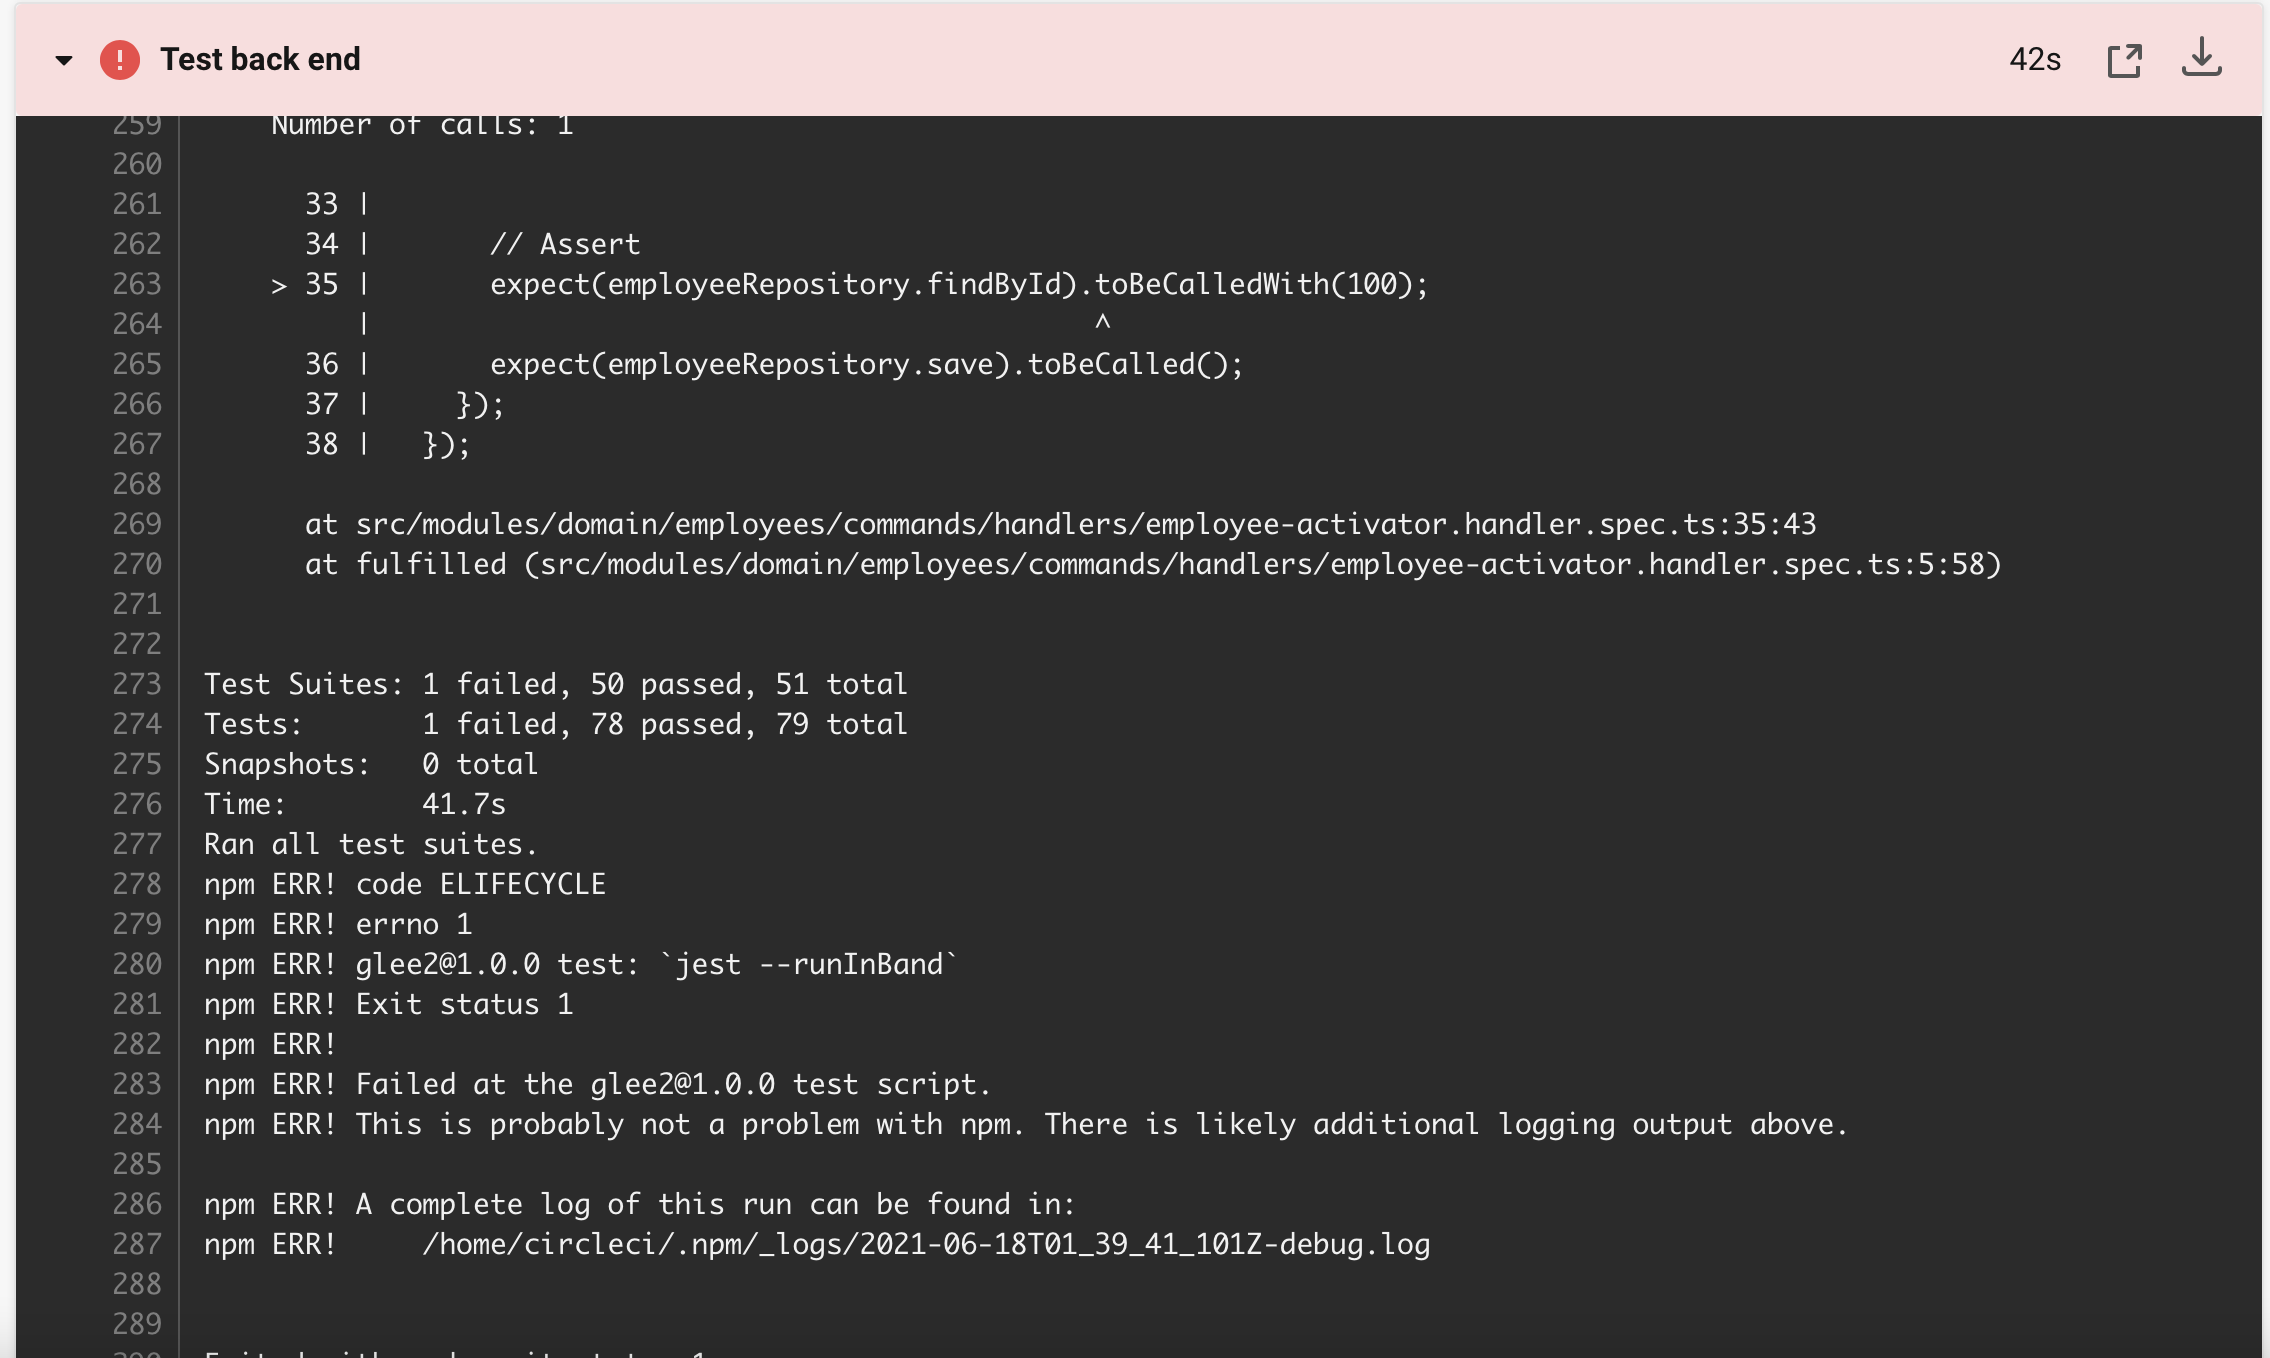 Test back end 42s
259 Number of calls: 1
260
261 33 |
262 34 | // Assert
263 > 35 | expect(employeeRepository.findById).toBeCalledWith(100);
264 | ^
265 36 | expect(employeeRepository.save).toBeCalled();
266 37 | });
267 38 | });
268
269 at src/modules/domain/employees/commands/handlers/employee-activator.handler.spec.ts:35:43
270 at fulfilled (src/modules/domain/employees/commands/handlers/employee-activator.handler.spec.ts:5:58)
271
272
273 Test Suites: 1 failed, 50 passed, 51 total
274 Tests: 1 failed, 78 passed, 79 total
275 Snapshots: 0 total
276 Time: 41.7s
277 Ran all test suites.
278 npm ERR! code ELIFECYCLE
279 npm ERR! errno 1
280 npm ERR! glee2@1.0.0 test: `jest --runInBand`
281 npm ERR! Exit status 1
282 npm ERR!
283 npm ERR! Failed at the glee2@1.0.0 test script.
284 npm ERR! This is probably not a problem with npm. There is likely additional logging output above.
285
286 npm ERR! A complete log of this run can be found in:
287 npm ERR! /home/circleci/.npm/_logs/2021-06-18T01_39_41_101Z-debug.log
288
289